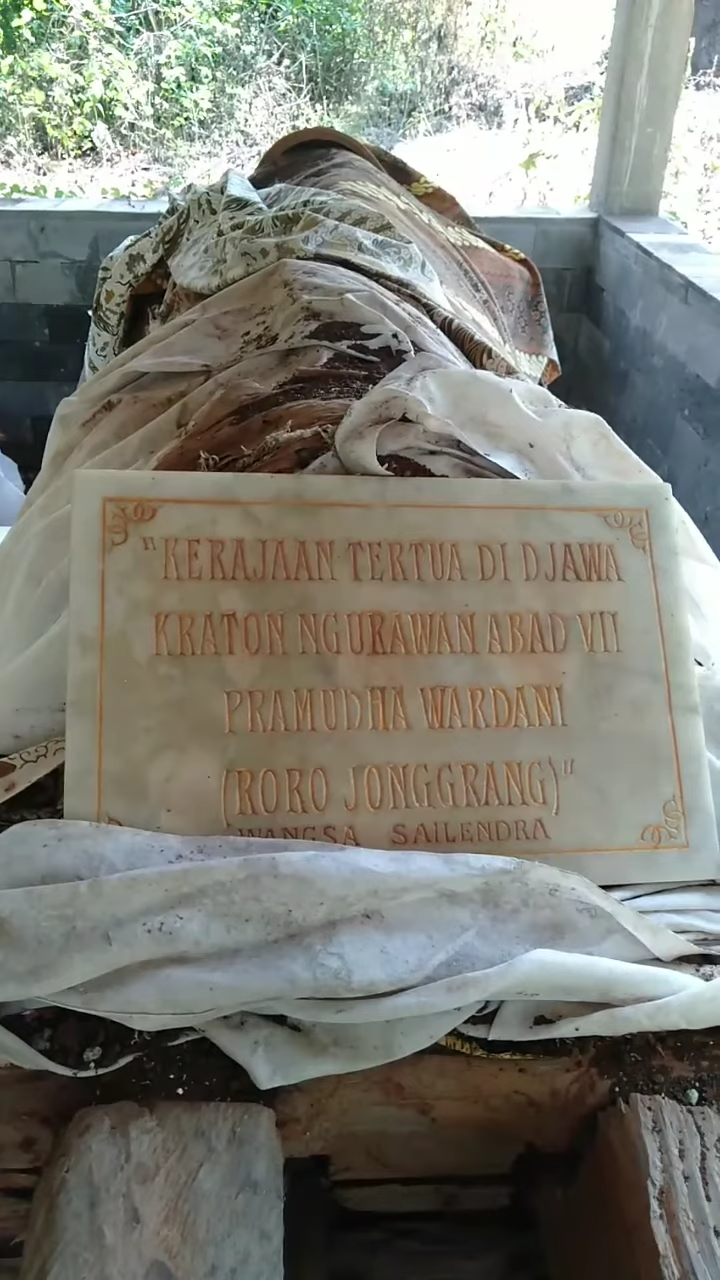 "KERAJAAN TERTUA DI DJAWA
KRATON NGURAWAN ABAD VII
PRAMUDHA WARDANI
(RORO JONGGRANG)"
WANGSA SAILENDRA